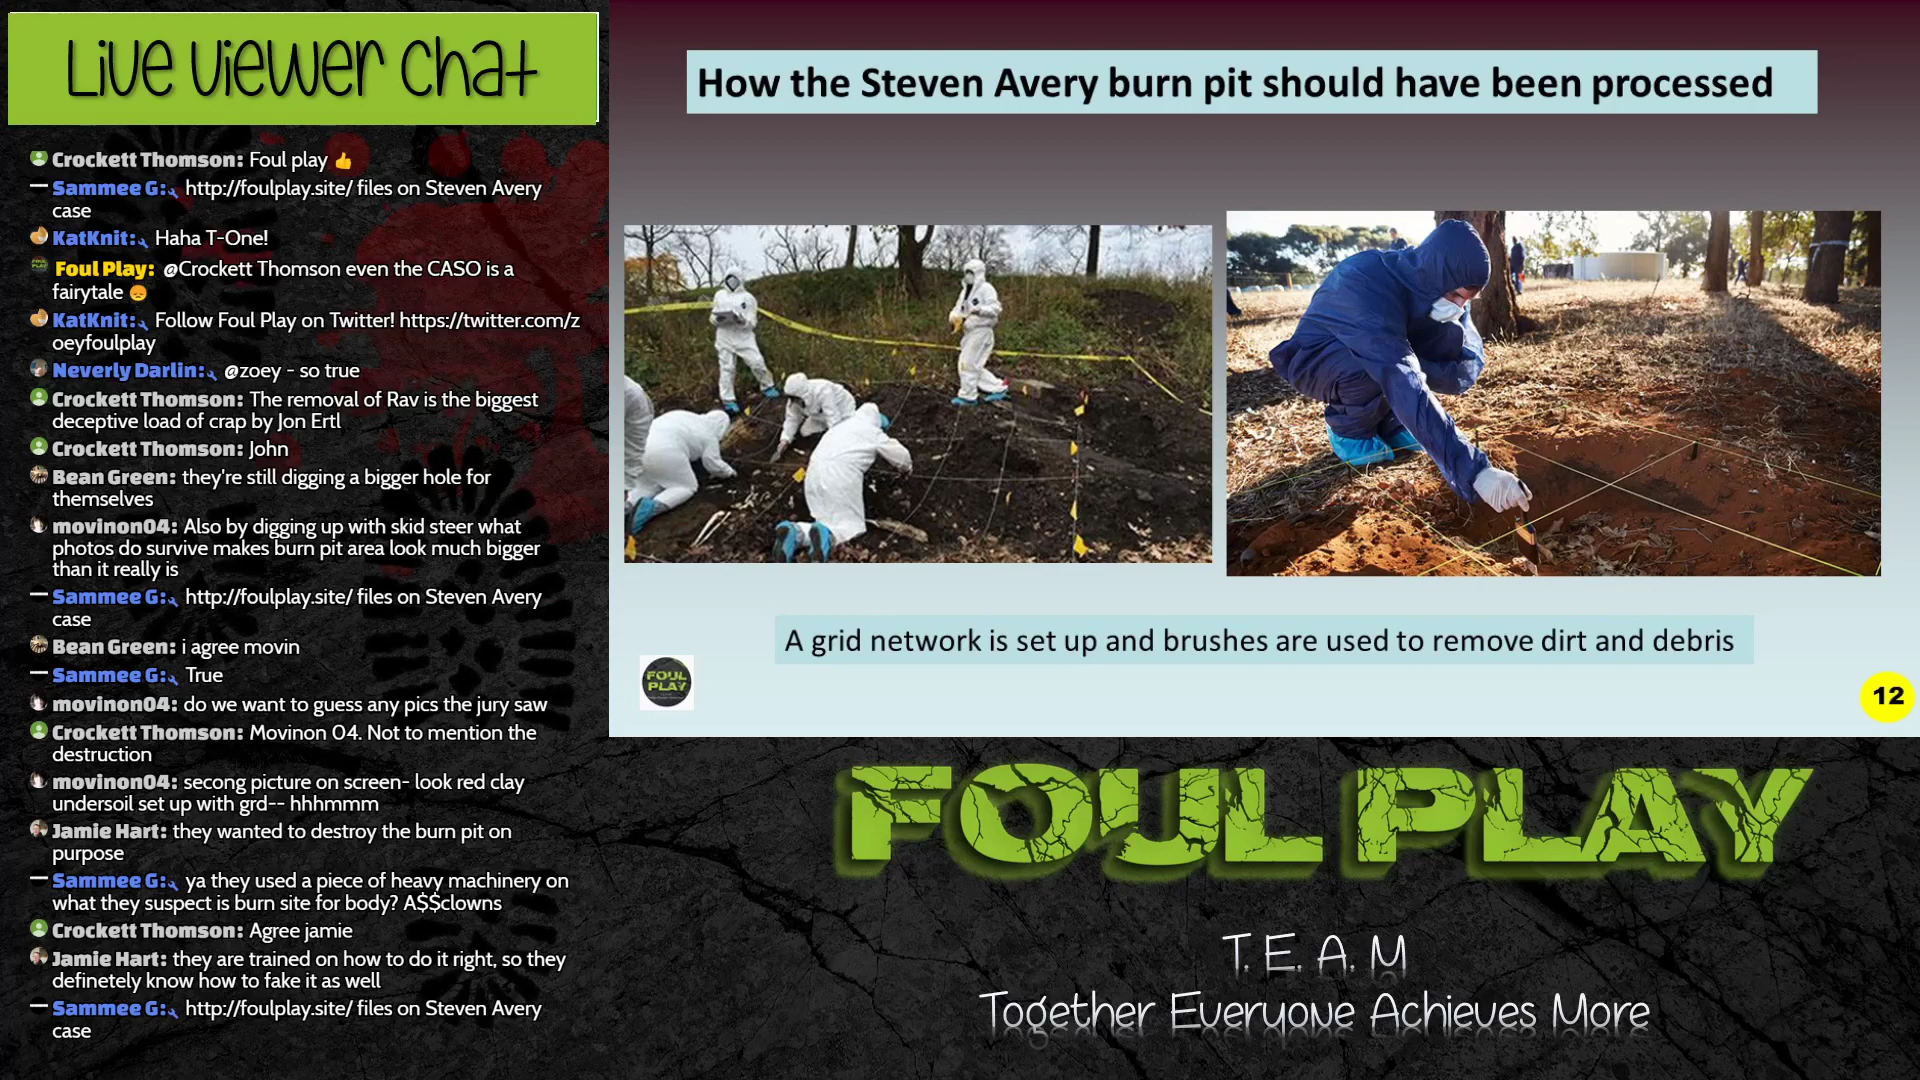 Live viewer chat
Crockett Thomson: Foul play 👍
Sammee G: http://foulplay.site/ files on Steven Avery
case
KatKnit: Haha T-One!
Foul Play: @Crockett Thomson even the CASO is a
fairytale 😞
KatKnit: Follow Foul Play on Twitter! https://twitter.com/z
oeyfoulplay
Neverly Darlin: @zoey - so true
Crockett Thomson: The removal of Rav is the biggest
deceptive load of crap by Jon Ertl
Crockett Thomson: John
Bean Green: they're still digging a bigger hole for
themselves
movinon04: Also by digging up with skid steer what
photos do survive makes burn pit area look much bigger
than it really is
Sammee G: http://foulplay.site/ files on Steven Avery
case
Bean Green: i agree movin
Sammee G: True
movinon04: do we want to guess any pics the jury saw
Crockett Thomson: Movinon 04. Not to mention the
destruction
movinon04: secong picture on screen- look red clay
undersoil set up with grd-- hhhmmm
Jamie Hart: they wanted to destroy the burn pit on
purpose
Sammee G: ya they used a piece of heavy machinery on
what they suspect is burn site for body? A$$clowns
Crockett Thomson: Agree jamie
Jamie Hart: they are trained on how to do it right, so they
definetely know how to fake it as well
Sammee G: http://foulplay.site/ files on Steven Avery
case
How the Steven Avery burn pit should have been processed
A grid network is set up and brushes are used to remove dirt and debris
FOUL
PLAY
12
FOUL PLAY
T. E. A. M
Together Everyone Achieves More